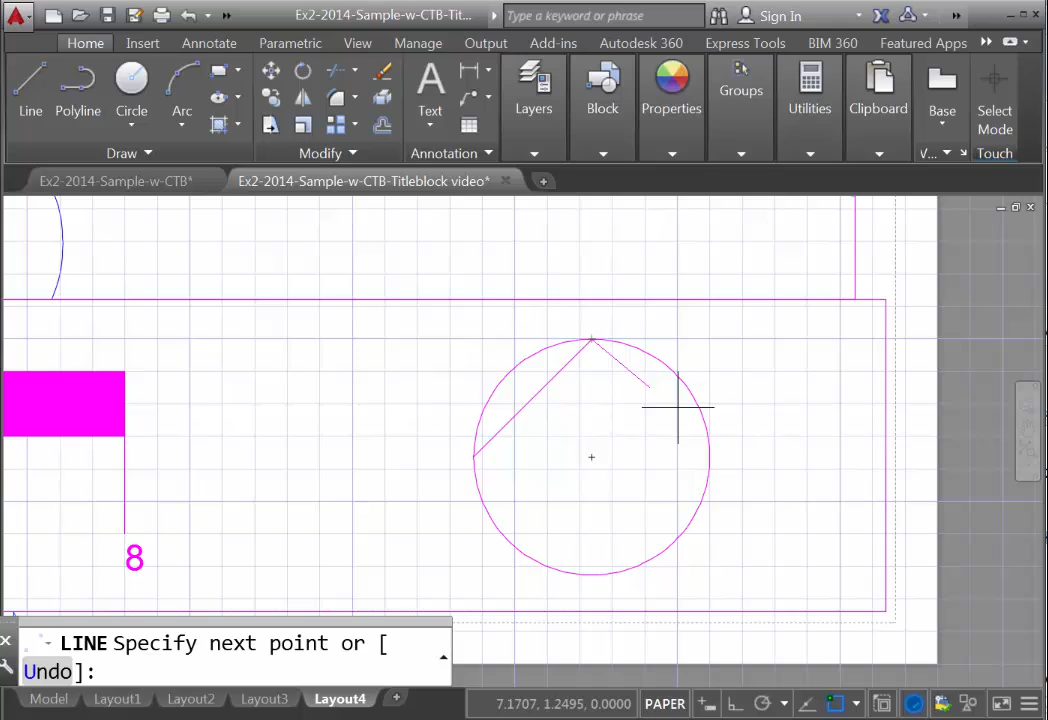 Ex2-2014-Sample-w-CTB-Tit... Type a keyword or phrase Sign In
Home Insert Annotate Parametric View Manage Output Add-ins Autodesk 360 Express Tools BIM 360 Featured Apps
Line Polyline Circle Arc Text Layers Block Properties Groups Utilities Clipboard Base Select Mode
Draw Modify Annotation V... Touch
Ex2-2014-Sample-w-CTB* Ex2-2014-Sample-w-CTB-Titleblock video*
8
LINE Specify next point or [
Undo]:
Model Layout1 Layout2 Layout3 Layout4 7.1707, 1.2495, 0.0000 PAPER